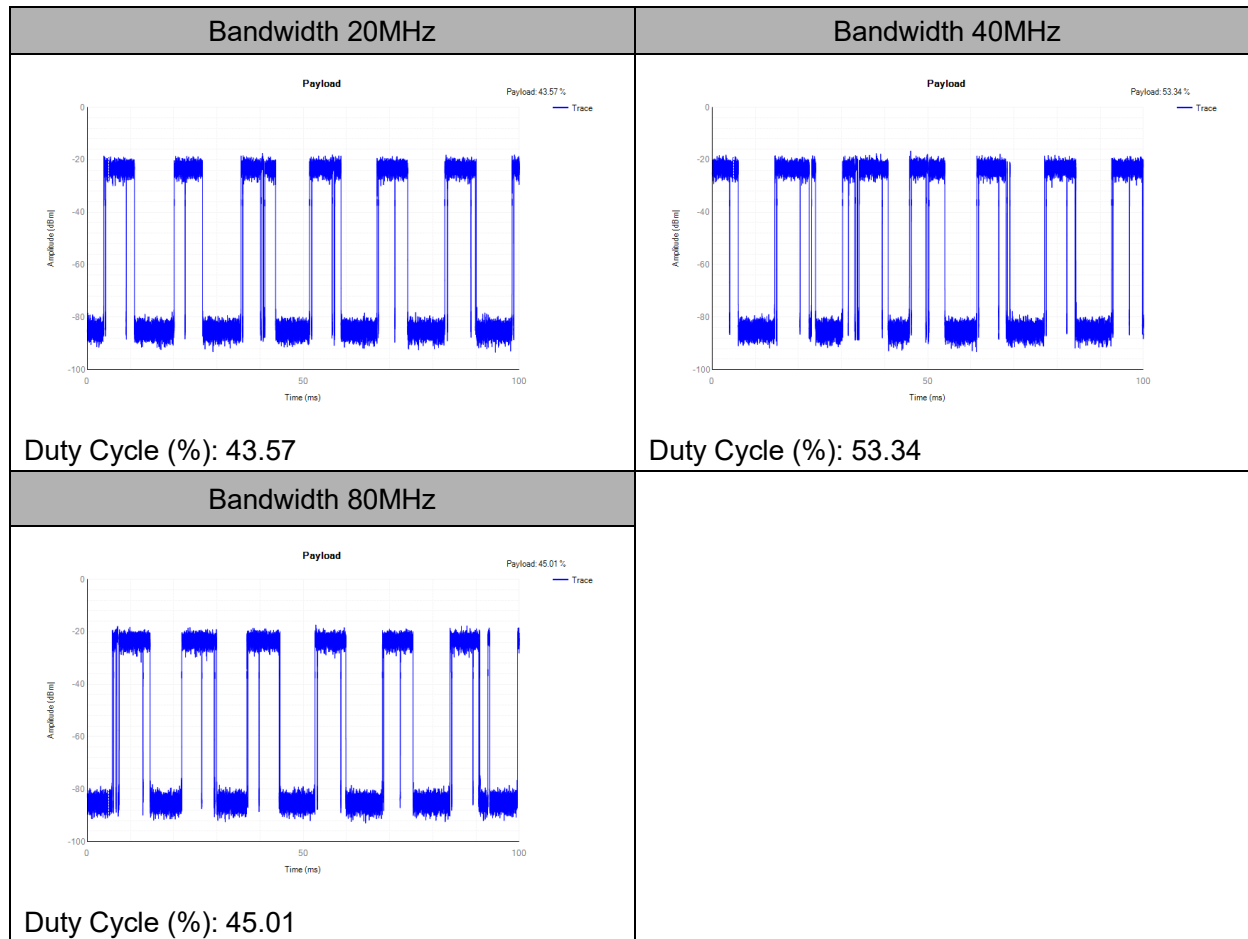 Bandwidth 20MHz
Bandwidth 40MHz
Payload
Payload: 43.57 %
Trace
0
-20
-40
-60
-80
-100
Amplitude [dBm]
0
50
100
Time (ms)
Duty Cycle (%): 43.57
Payload
Payload: 53.34 %
Trace
0
-20
-40
-60
-80
-100
Amplitude [dBm]
0
50
100
Time (ms)
Duty Cycle (%): 53.34
Bandwidth 80MHz
Payload
Payload: 45.01 %
Trace
0
-20
-40
-60
-80
-100
Amplitude [dBm]
0
50
100
Time (ms)
Duty Cycle (%): 45.01